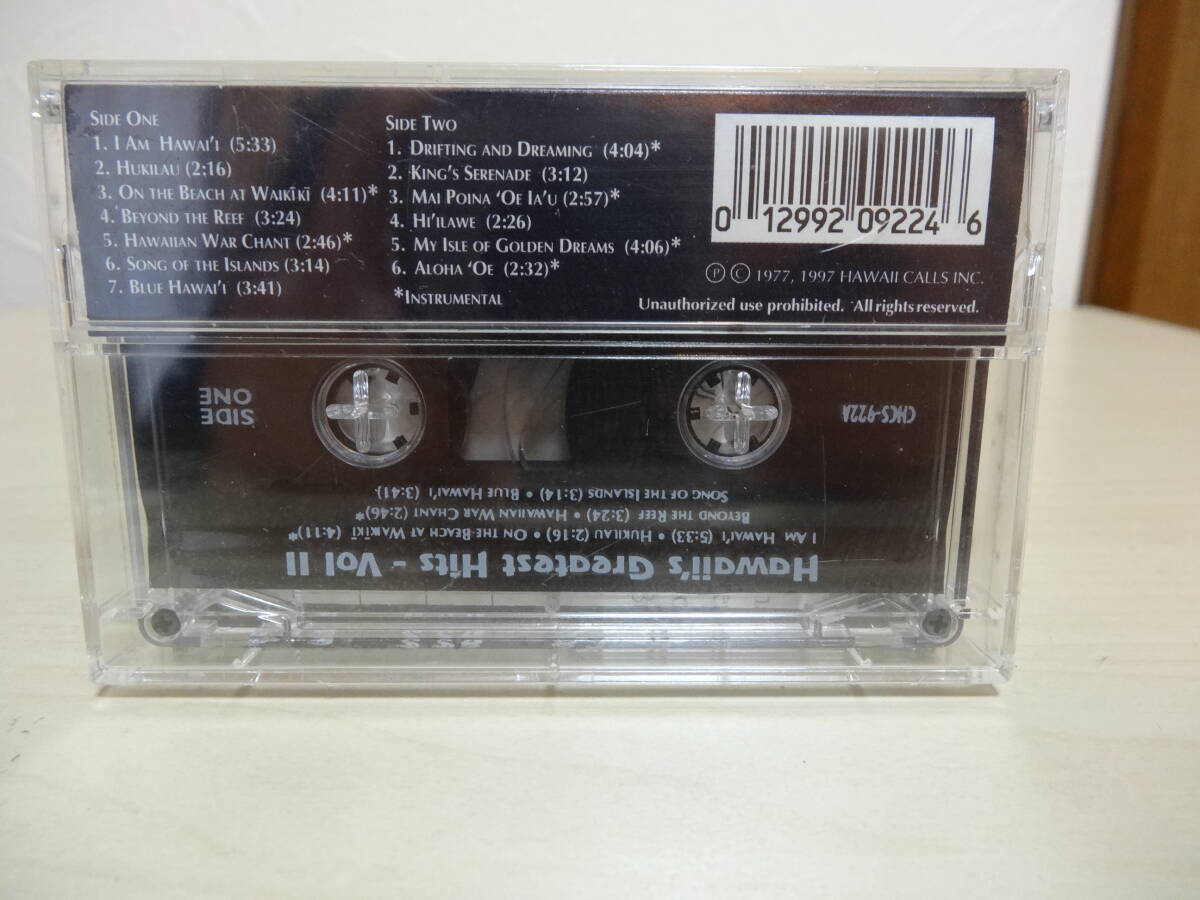 SIDE ONE
1. I AM HAWAI'I (5:33)
2. HUKILAU (2:16)
3. ON THE BEACH AT WAIKĪKĪ (4:11)*
4. BEYOND THE REEF (3:24)
5. HAWAIIAN WAR CHANT (2:46)*
6. SONG OF THE ISLANDS (3:14)
7. BLUE HAWAI'I (3:41)
SIDE TWO
1. DRIFTING AND DREAMING (4:04)*
2. KING'S SERENADE (3:12)
3. MAI POINA 'OE IA'U (2:57)*
4. HI'ILAWE (2:26)
5. MY ISLE OF GOLDEN DREAMS (4:06)*
6. ALOHA 'OE (2:32)*
*INSTRUMENTAL
0 12992 09224 6
Ⓟ © 1977, 1997 HAWAII CALLS INC.
Unauthorized use prohibited. All rights reserved.
Hawaii's Greatest Hits - Vol II
I AM HAWAI'I (5:33) • HUKILAU (2:16) • ON THE BEACH AT WAIKĪKĪ (4:11)*
BEYOND THE REEF (3:24) • HAWAIIAN WAR CHANT (2:46)*
SONG OF THE ISLANDS (3:14) • BLUE HAWAI'I (3:41)
CHCS-922A
SIDE
ONE